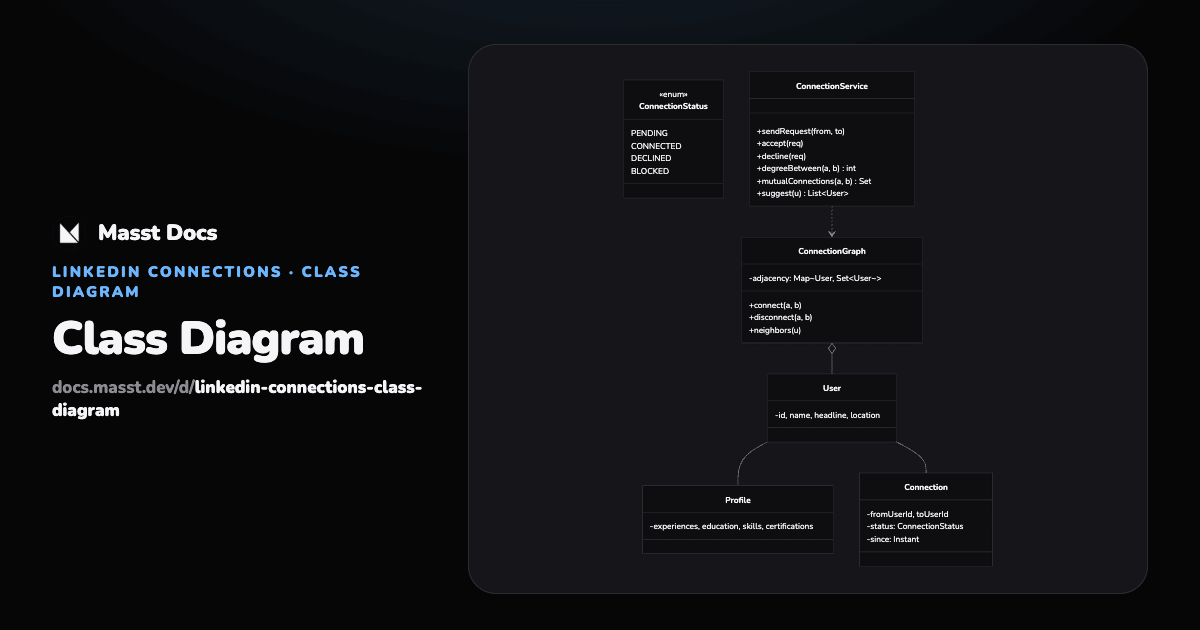 Masst Docs
LINKEDIN CONNECTIONS · CLASS
DIAGRAM
Class Diagram
docs.masst.dev/d/linkedin-connections-class-
diagram
«enum»
ConnectionStatus
PENDING
CONNECTED
DECLINED
BLOCKED
ConnectionService
+sendRequest(from, to)
+accept(req)
+decline(req)
+degreeBetween(a, b) : int
+mutualConnections(a, b) : Set
+suggest(u) : List<User>
ConnectionGraph
-adjacency: Map~User, Set<User~>
+connect(a, b)
+disconnect(a, b)
+neighbors(u)
User
-id, name, headline, location
Profile
-experiences, education, skills, certifications
Connection
-fromUserId, toUserId
-status: ConnectionStatus
-since: Instant